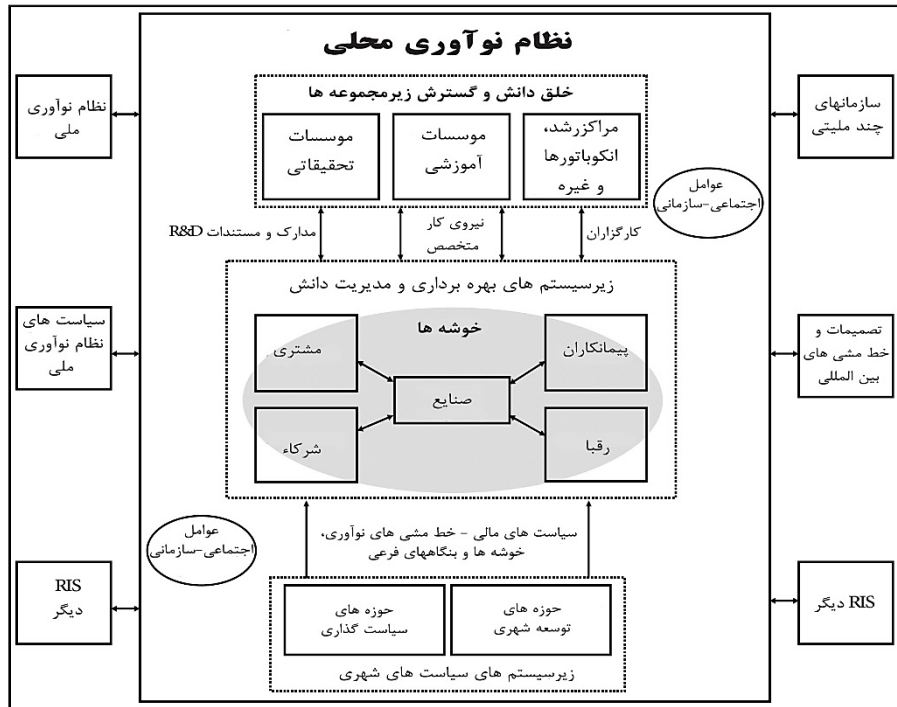 نظام نوآوری محلی
خلق دانش و گسترش زیرمجموعه ها
مراکزرشد،
انکوباتورها
و غیره
موسسات
آموزشی
موسسات
تحقیقاتی
سازمانهای
چند ملیتی
نظام نوآوری
ملی
عوامل
اجتماعی-سازمانی
کارگزاران
نیروی کار
متخصص
مدارک و مستندات R&D
زیرسیستم های بهره برداری و مدیریت دانش
خوشه ها
پیمانکاران
مشتری
صنایع
رقبا
شرکاء
تصمیمات و
خط مشی های
بین المللی
سیاست های
نظام نوآوری
ملی
سیاست های مالی – خط مشی های نوآوری،
خوشه ها و بنگاههای فرعی
عوامل
اجتماعی-سازمانی
حوزه های
توسعه شهری
حوزه های
سیاست گذاری
زیرسیستم های سیاست های شهری
RIS دیگر
RIS
دیگر